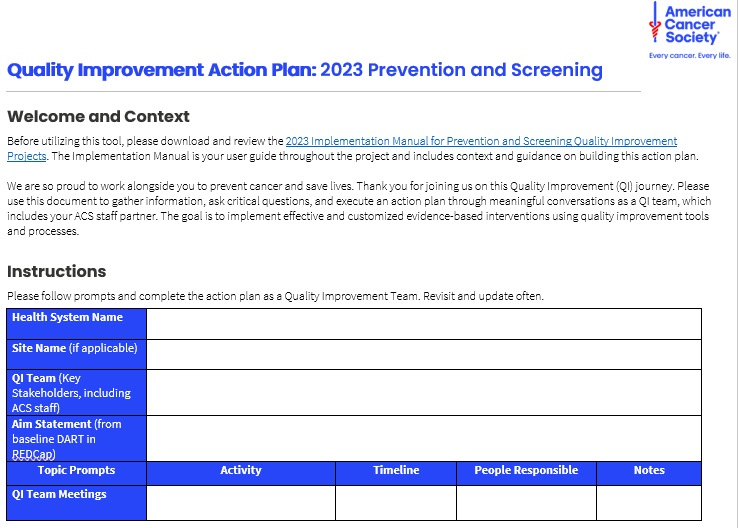 American
Cancer
Society®
Every cancer. Every life.
Quality Improvement Action Plan: 2023 Prevention and Screening
Welcome and Context
Before utilizing this tool, please download and review the 2023 Implementation Manual for Prevention and Screening Quality Improvement
Projects. The Implementation Manual is your user guide throughout the project and includes context and guidance on building this action plan.
We are so proud to work alongside you to prevent cancer and save lives. Thank you for joining us on this Quality Improvement (QI) journey. Please
use this document to gather information, ask critical questions, and execute an action plan through meaningful conversations as a QI team, which
includes your ACS staff partner. The goal is to implement effective and customized evidence-based interventions using quality improvement tools
and processes.
Instructions
Please follow prompts and complete the action plan as a Quality Improvement Team. Revisit and update often.
Health System Name
Site Name (if applicable)
QI Team (Key
Stakeholders, including
ACS staff)
Aim Statement (from
baseline DART in
REDCap)
Topic Prompts Activity Timeline People Responsible Notes
QI Team Meetings